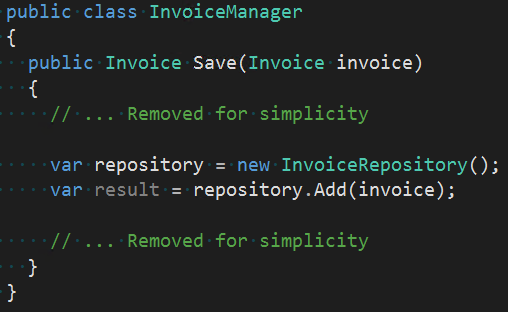 public class InvoiceManager
{
  public Invoice Save(Invoice invoice)
  {
    // ... Removed for simplicity
    var repository = new InvoiceRepository();
    var result = repository.Add(invoice);
    // ... Removed for simplicity
  }
}